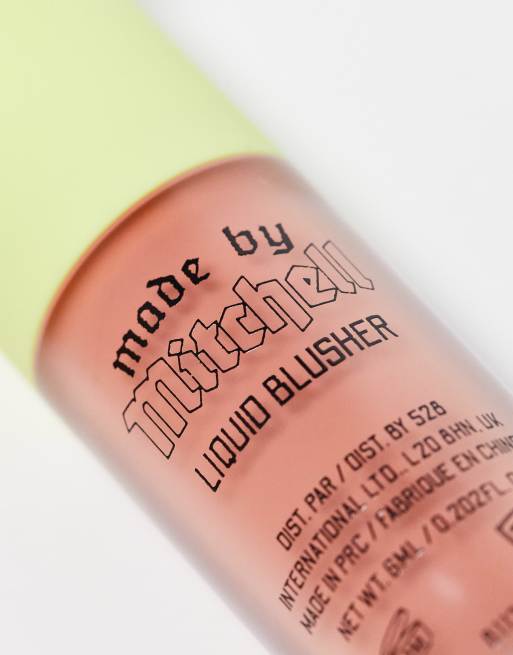 made by
Mitchell
LIQUID BLUSHER
DIST. PAR / DIST. BY 528
INTERNATIONAL LTD., L20 8HN, UK
MADE IN PRC / FABRIQUE EN CHINE
NET WT. 6ML / 0.202FL.